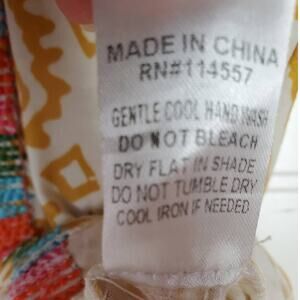 MADE IN CHINA
RN#114557
GENTLE COOL HAND WASH
DO NOT BLEACH
DRY FLAT IN SHADE
DO NOT TUMBLE DRY
COOL IRON IF NEEDED